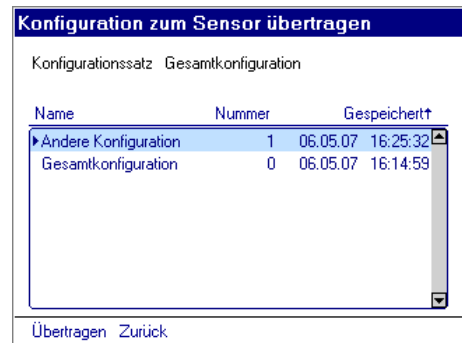 Konfiguration zum Sensor übertragen
Konfigurationssatz Gesamtkonfiguration
Name Nummer Gespeichert↑
Andere Konfiguration 1 06.05.07 16:25:32
Gesamtkonfiguration 0 06.05.07 16:14:59
Übertragen Zurück